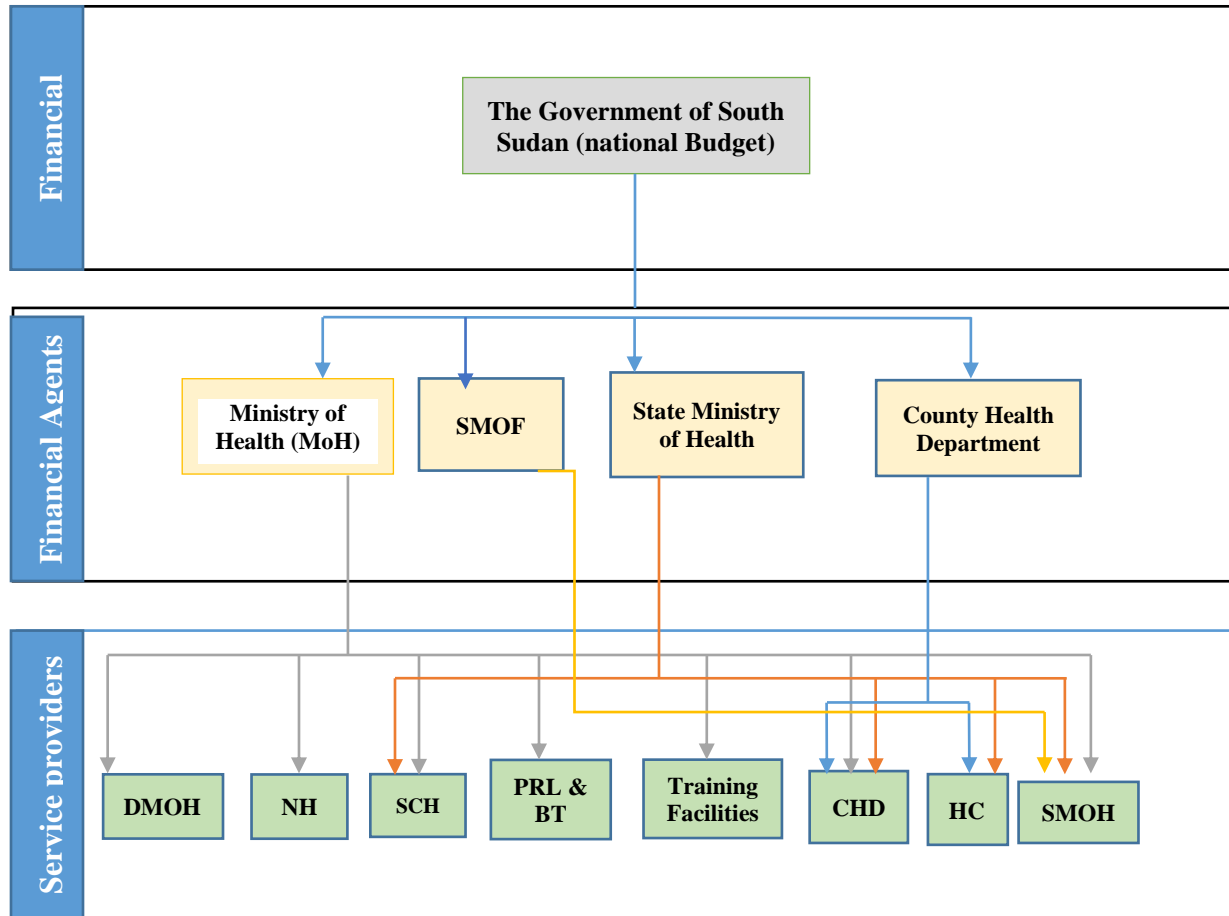 Financial
The Government of South
Sudan (national Budget)
Financial Agents
Ministry of
Health (MoH)
SMOF
State Ministry
of Health
County Health
Department
Service providers
DMOH
NH
SCH
PRL &
BT
Training
Facilities
CHD
HC
SMOH